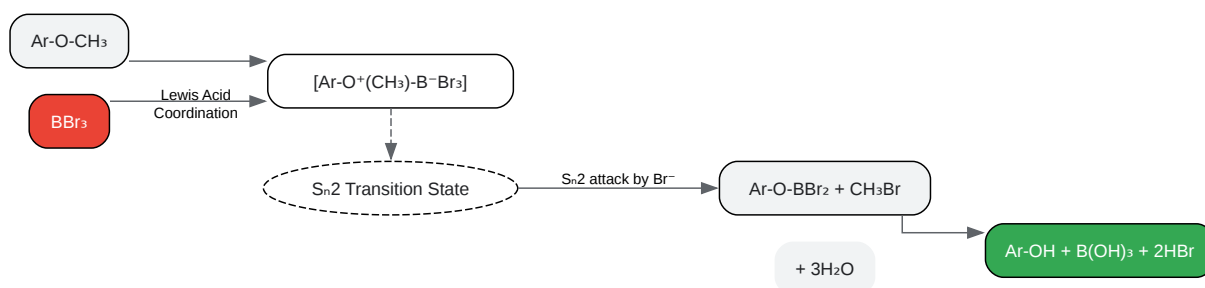 Ar-O-CH₃
BBr₃
Lewis Acid
Coordination
[Ar-O⁺(CH₃)-B⁻Br₃]
Sₙ2 Transition State
Sₙ2 attack by Br⁻
Ar-O-BBr₂ + CH₃Br
+ 3H₂O
Ar-OH + B(OH)₃ + 2HBr